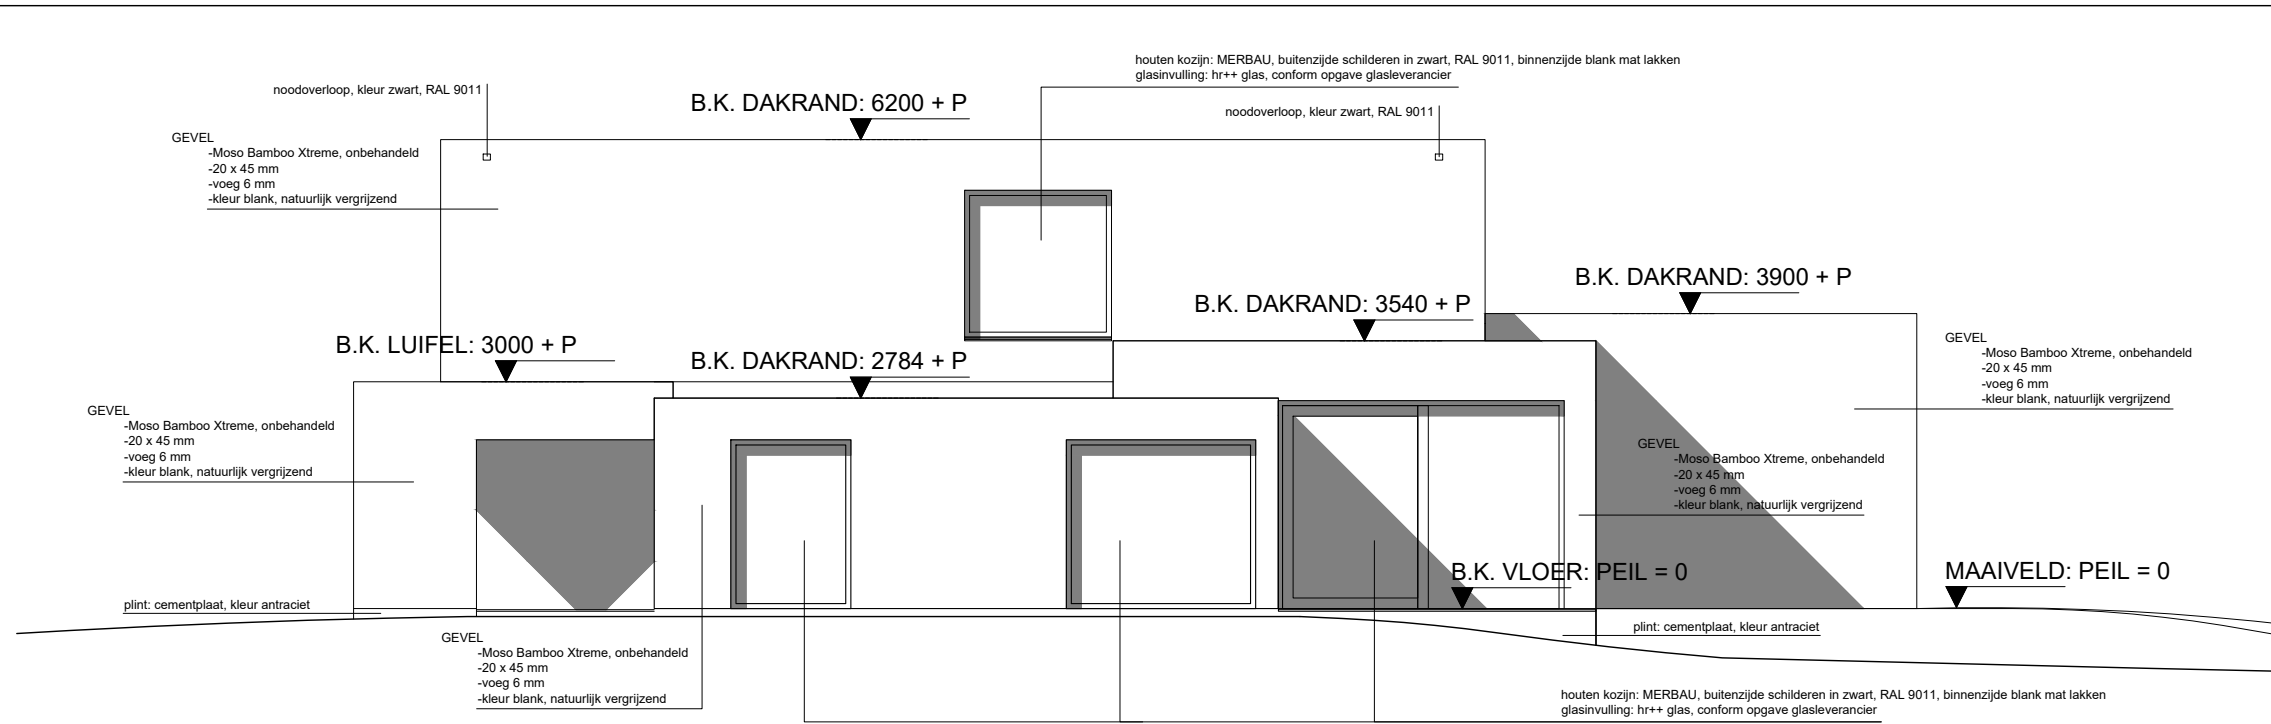 houten kozijn: MERBAU, buitenzijde schilderen in zwart, RAL 9011, binnenzijde blank mat lakken
glasinvulling: hr++ glas, conform opgave glasleverancier
noodoverloop, kleur zwart, RAL 9011
B.K. DAKRAND: 6200 + P
noodoverloop, kleur zwart, RAL 9011
GEVEL
-Moso Bamboo Xtreme, onbehandeld
-20 x 45 mm
-voeg 6 mm
-kleur blank, natuurlijk vergrijzend
B.K. DAKRAND: 3900 + P
B.K. DAKRAND: 3540 + P
B.K. LUIFEL: 3000 + P
B.K. DAKRAND: 2784 + P
GEVEL
-Moso Bamboo Xtreme, onbehandeld
-20 x 45 mm
-voeg 6 mm
-kleur blank, natuurlijk vergrijzend
GEVEL
-Moso Bamboo Xtreme, onbehandeld
-20 x 45 mm
-voeg 6 mm
-kleur blank, natuurlijk vergrijzend
GEVEL
-Moso Bamboo Xtreme, onbehandeld
-20 x 45 mm
-voeg 6 mm
-kleur blank, natuurlijk vergrijzend
B.K. VLOER: PEIL = 0
MAAIVELD: PEIL = 0
plint: cementplaat, kleur antraciet
plint: cementplaat, kleur antraciet
GEVEL
-Moso Bamboo Xtreme, onbehandeld
-20 x 45 mm
-voeg 6 mm
-kleur blank, natuurlijk vergrijzend
houten kozijn: MERBAU, buitenzijde schilderen in zwart, RAL 9011, binnenzijde blank mat lakken
glasinvulling: hr++ glas, conform opgave glasleverancier